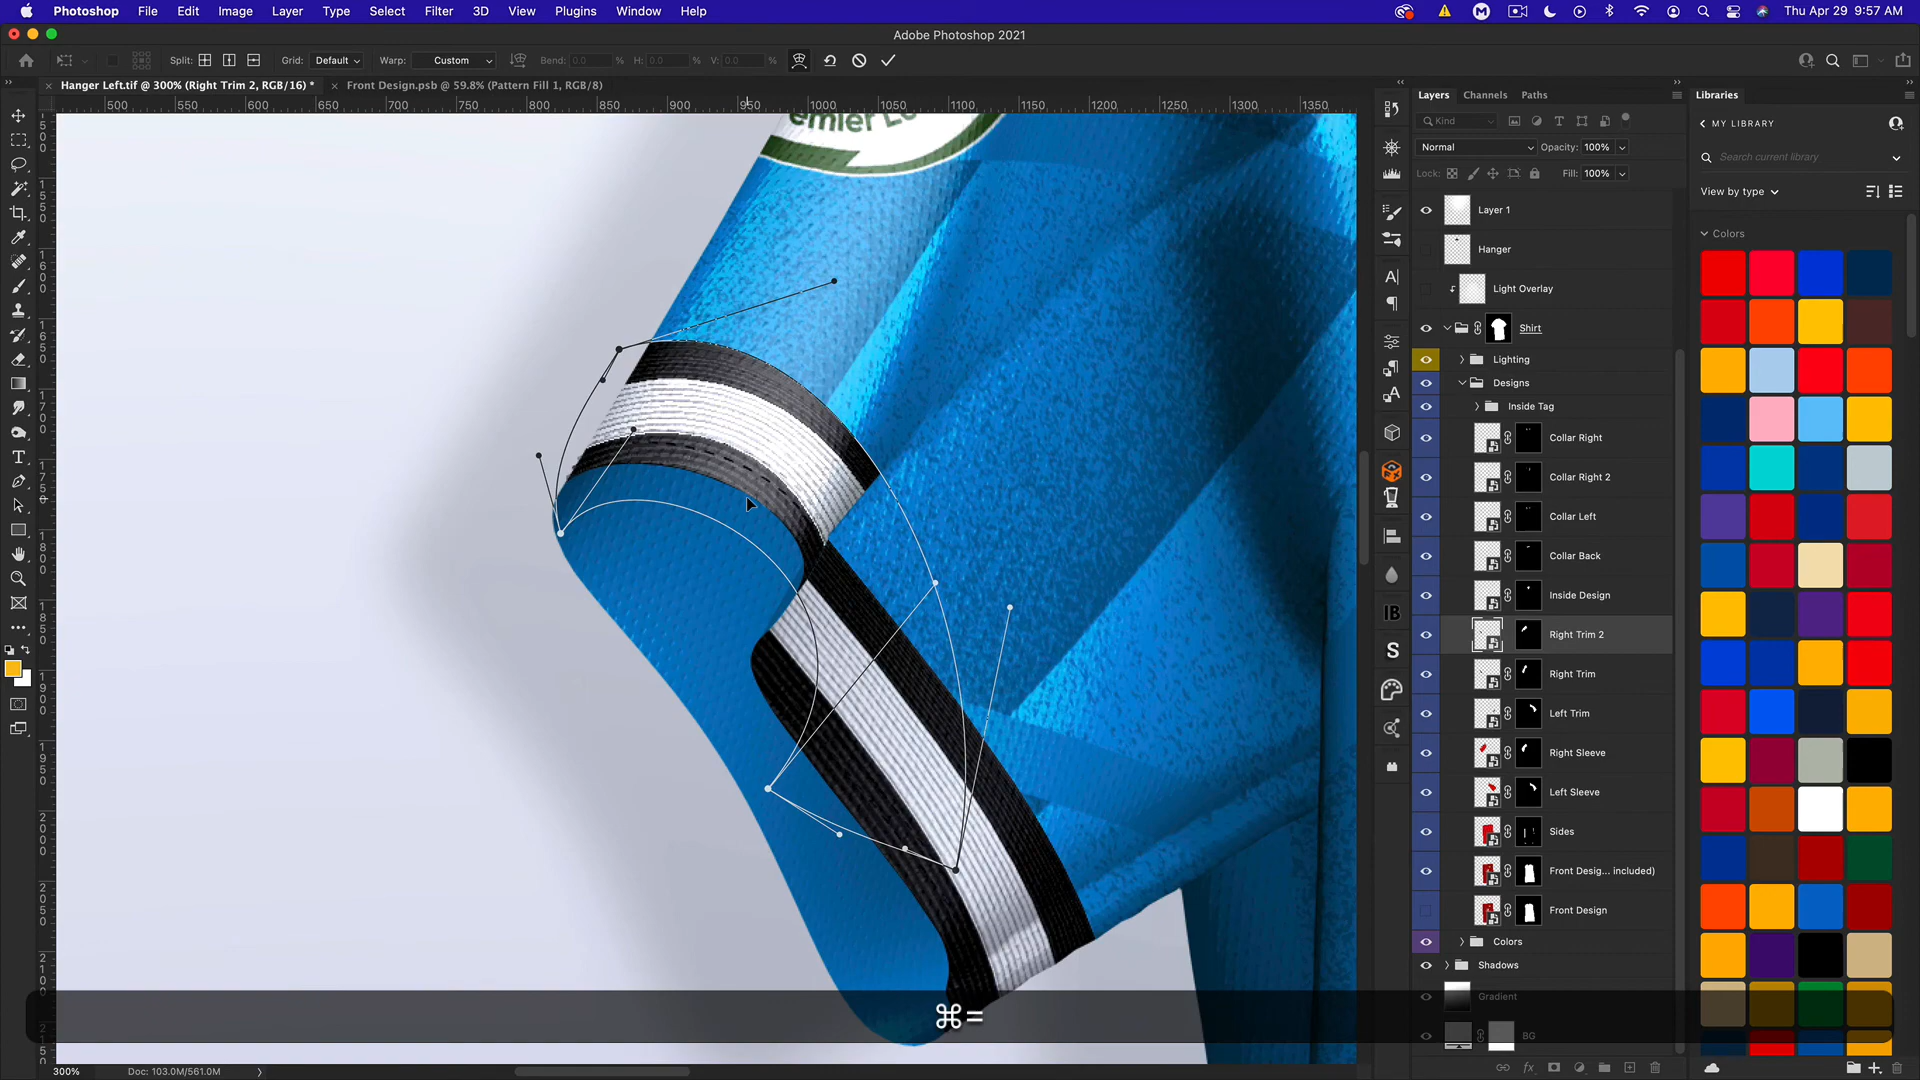 Photoshop File Edit Image Layer Type Select Filter 3D View Plugins Window Help
Thu Apr 29 9:57 AM
Adobe Photoshop 2021
Split: Grid: Default Warp: Custom Bend: 0.0 % H: 0.0 % V: 0.0 %
Hanger Left.tif @ 300% (Right Trim 2, RGB/16) *
Front Design.psb @ 59.8% (Pattern Fill 1, RGB/8)
500 550 600 650 700 750 800 850 900 950 1000 1050 1100 1150 1200 1250 1300 1350
Layers Channels Paths
Kind
Normal Opacity: 100%
Lock: Fill: 100%
Layer 1
Hanger
Light Overlay
Shirt
Lighting
Designs
Inside Tag
Collar Right
Collar Right 2
Collar Left
Collar Back
Inside Design
Right Trim 2
Right Trim
Left Trim
Right Sleeve
Left Sleeve
Sides
Front Desig... included)
Front Design
Colors
Shadows
Gradient
BG
Libraries
MY LIBRARY
Search current library
View by type
Colors
⌘=
300% Doc: 103.0M/561.0M